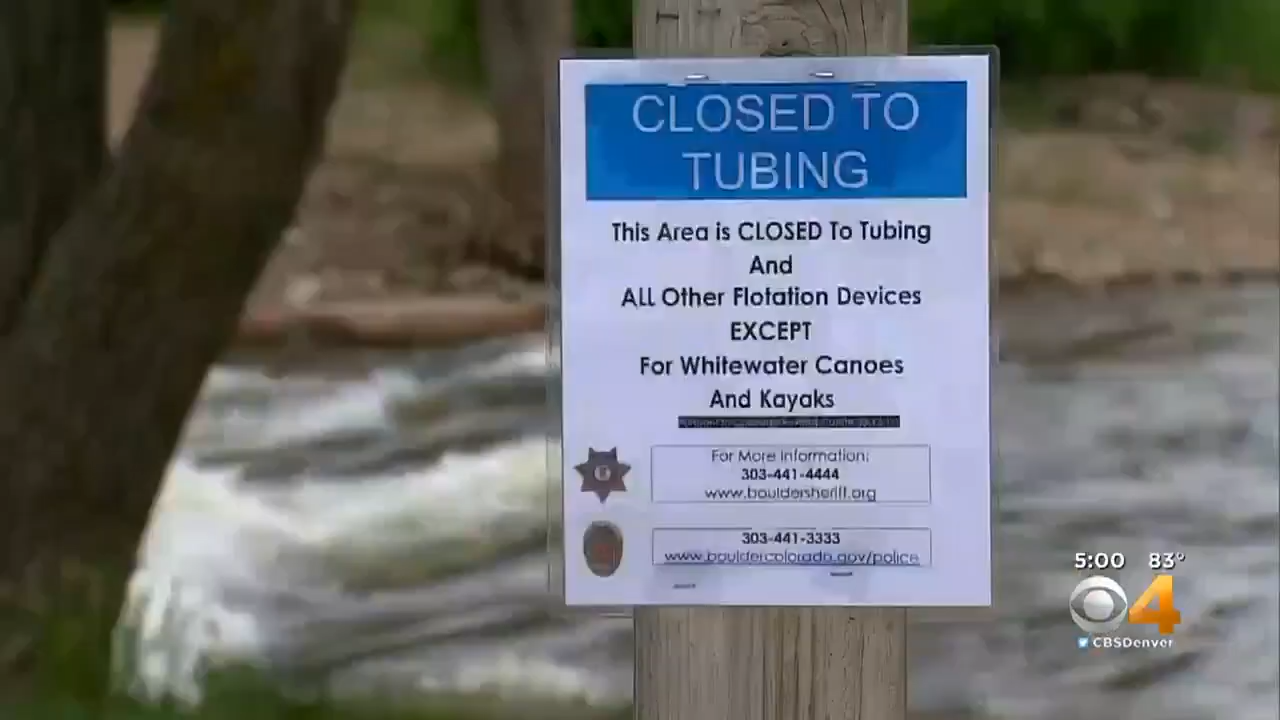 CLOSED TO
TUBING
This Area is CLOSED To Tubing
And
ALL Other Flotation Devices
EXCEPT
For Whitewater Canoes
And Kayaks
For More Information:
303-441-4444
www.bouldersheriff.org
303-441-3333
www.bouldercolorado.gov/police
5:00 83°
4
CBSDenver